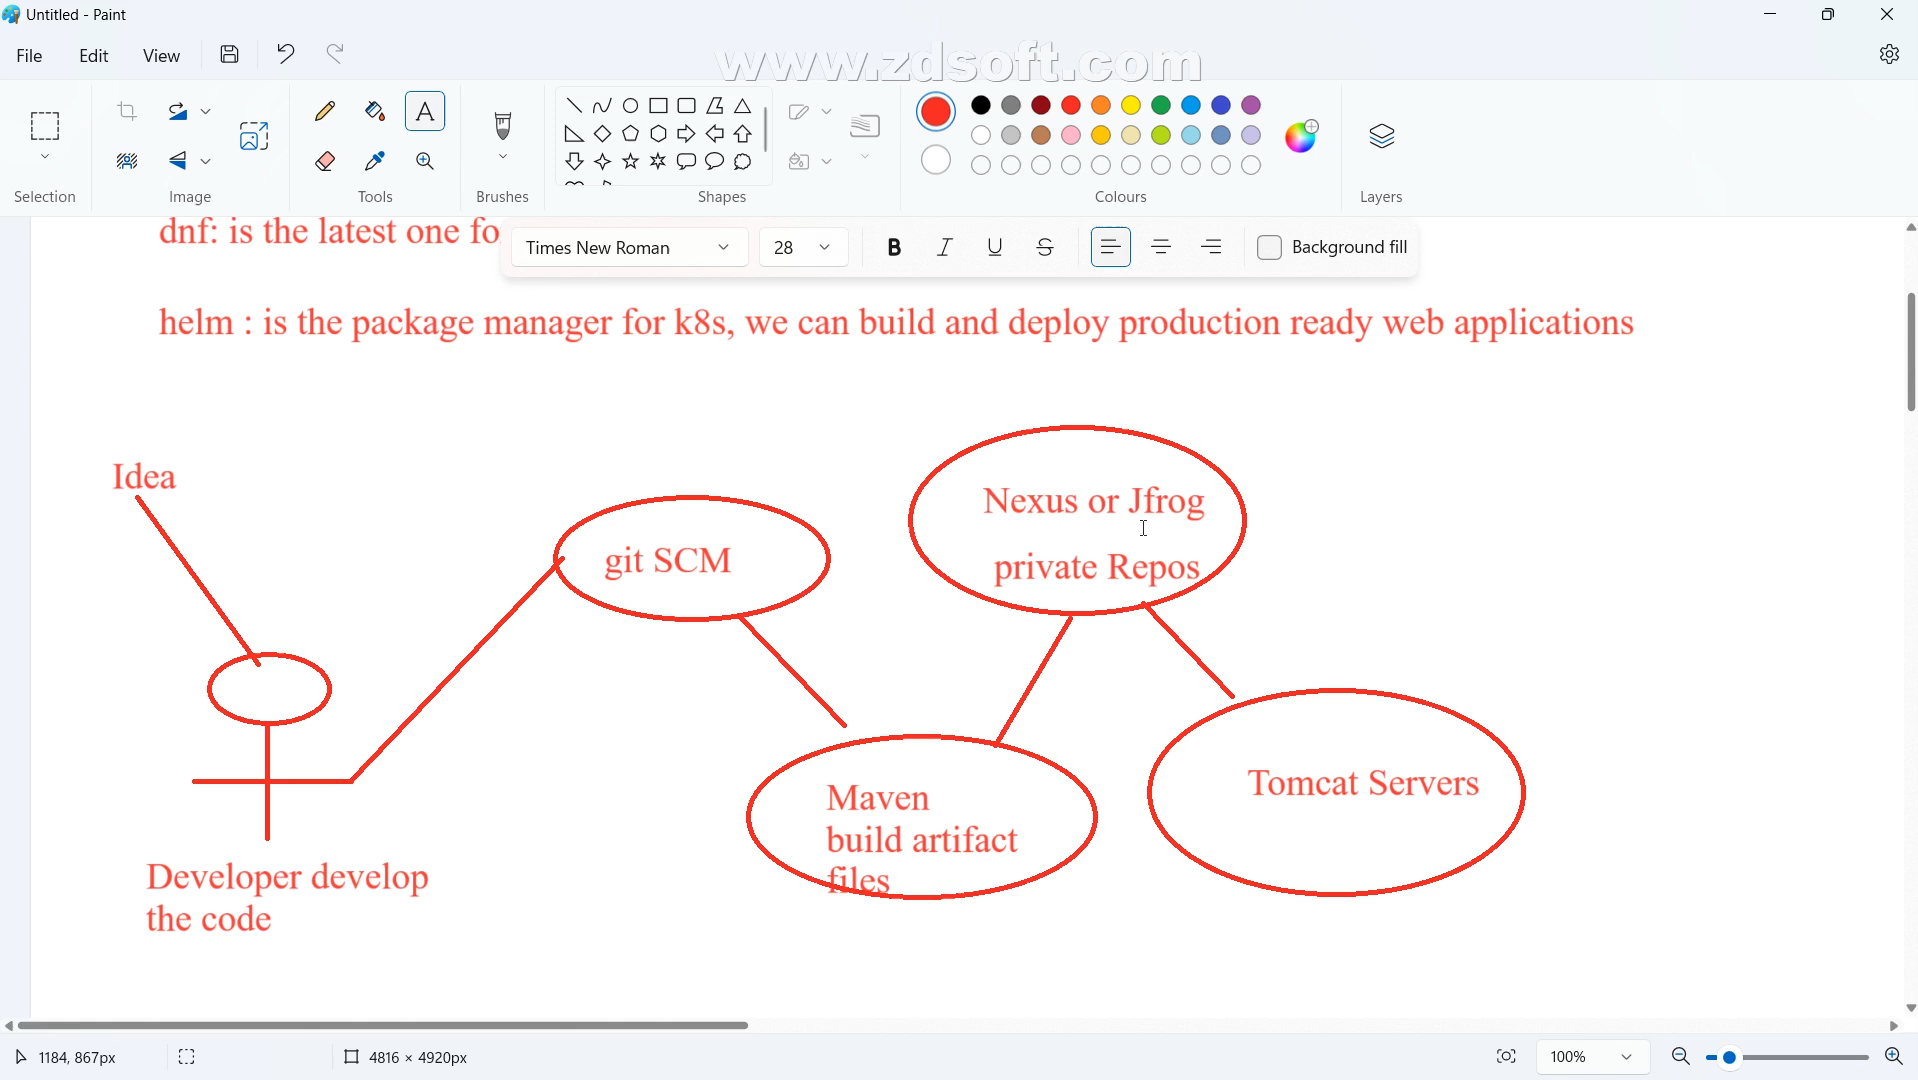 Untitled - Paint
File Edit View
www.zdsoft.com
Selection Image Tools Brushes Shapes Colours Layers
dnf: is the latest one fo
Times New Roman 28 B I U S Background fill
helm : is the package manager for k8s, we can build and deploy production ready web applications
Idea
Nexus or Jfrog
private Repos
git SCM
Tomcat Servers
Maven
build artifact
files
Developer develop
the code
1184, 867px 4816 × 4920px 100%